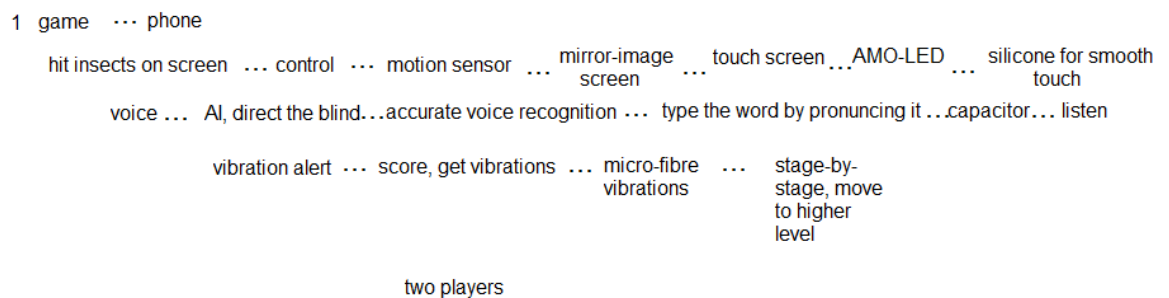 1 game ... phone
hit insects on screen ... control ... motion sensor ... mirror-image screen ... touch screen ... AMO-LED ... silicone for smooth touch
voice ... AI, direct the blind...accurate voice recognition ... type the word by pronuncing it ...capacitor... listen
vibration alert ... score, get vibrations ... micro-fibre vibrations ... stage-by-stage, move to higher level
two players